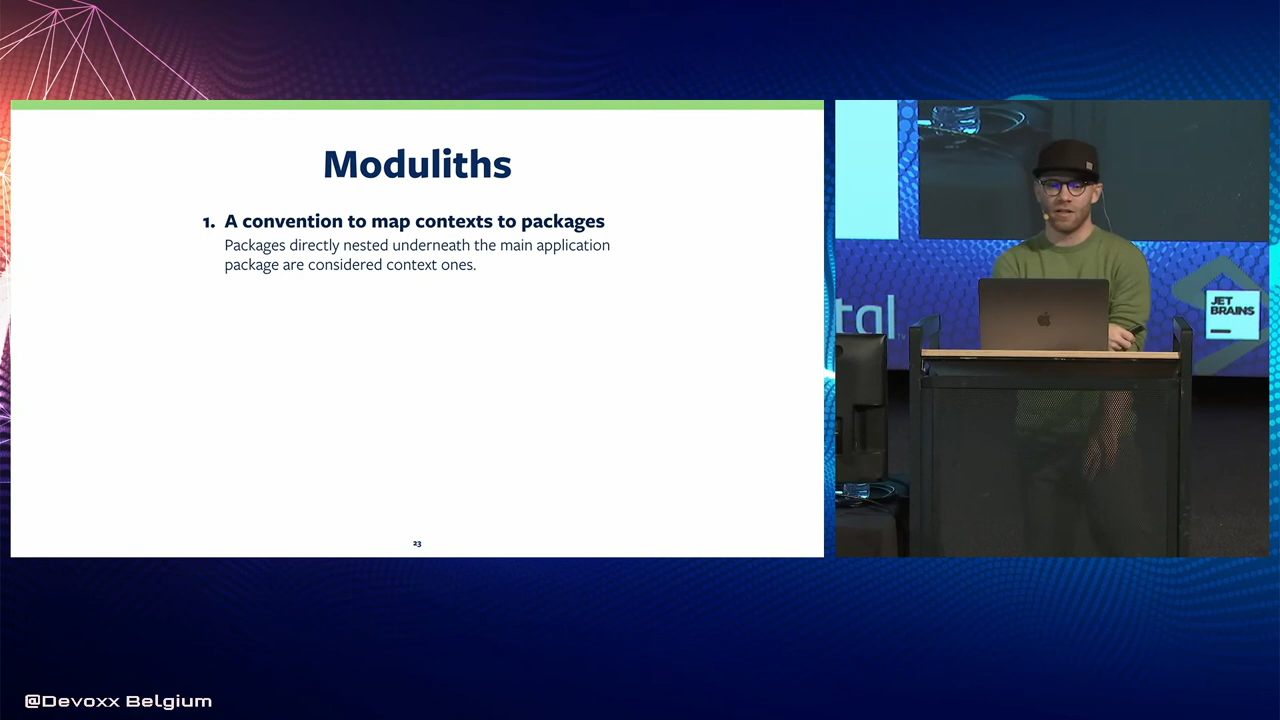 Moduliths
1. A convention to map contexts to packages
Packages directly nested underneath the main application
package are considered context ones.
23
tal
JET
BRAINS
@Devoxx Belgium